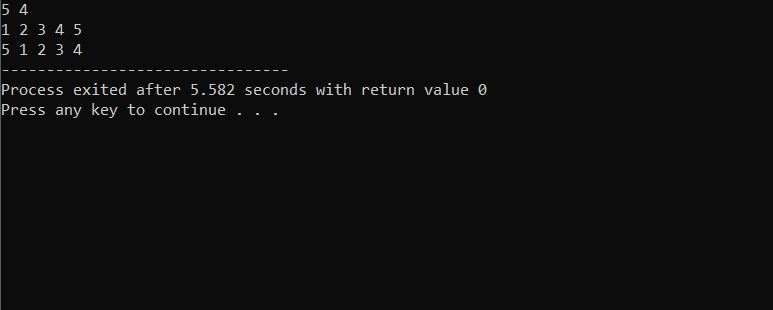 5 4
1 2 3 4 5
5 1 2 3 4
--------------------------------
Process exited after 5.582 seconds with return value 0
Press any key to continue . . .